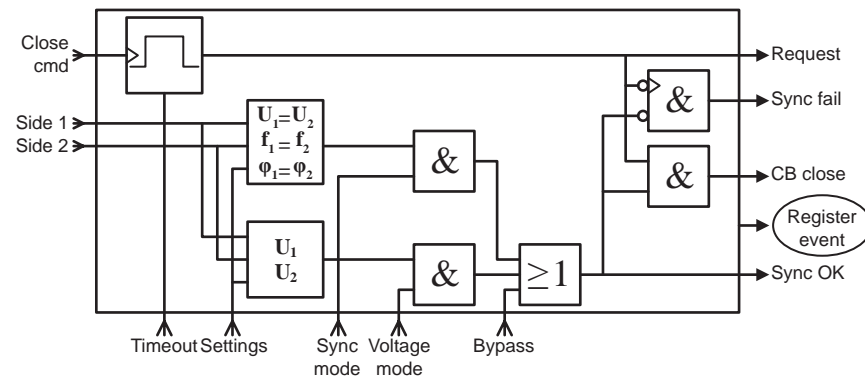 Close
cmd
Request
Side 1
Side 2
U₁=U₂
f₁= f₂
φ₁= φ₂
&
&
Sync fail
&
CB close
Register
event
U₁
U₂
&
≥1
Sync OK
Timeout
Settings
Sync
mode
Voltage
mode
Bypass